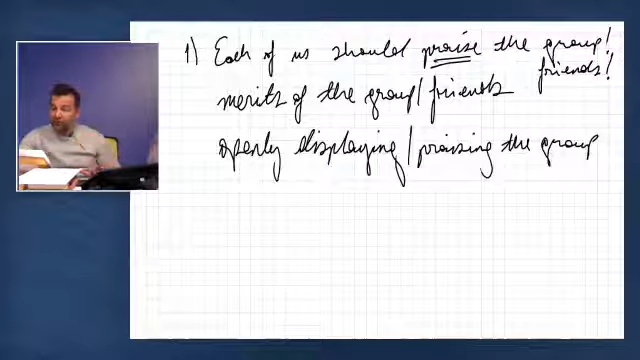 1) Each of us should praise the group!
friends!
merits of the group/friends
openly displaying/praising the group